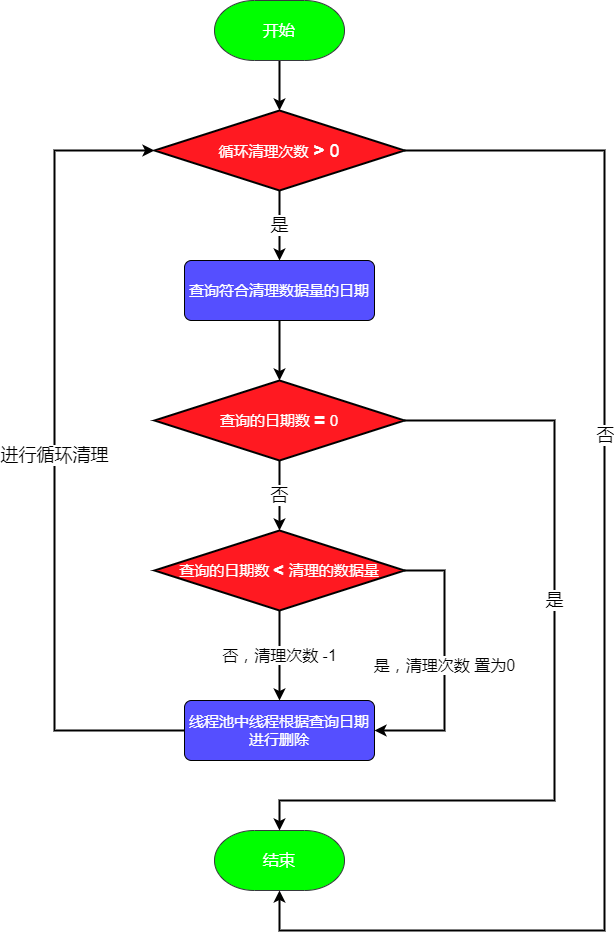 开始
循环清理次数 > 0
是
查询符合清理数据量的日期
查询的日期数 = 0
否
进行循环清理
否
查询的日期数 < 清理的数据量
是
否，清理次数 -1
是，清理次数 置为0
线程池中线程根据查询日期
进行删除
结束